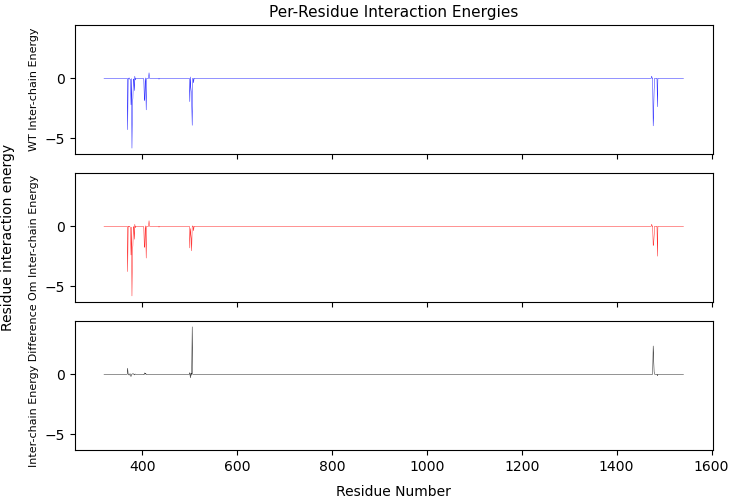 Per-Residue Interaction Energies
Residue interaction energy
WT Inter-chain Energy
0
−5
Om Inter-chain Energy
0
−5
Inter-chain Energy Difference
0
−5
400
600
800
1000
1200
1400
1600
Residue Number